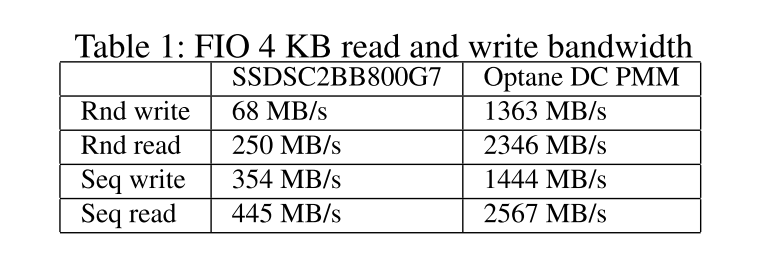 Table 1: FIO 4 KB read and write bandwidth
SSDSC2BB800G7 Optane DC PMM
Rnd write 68 MB/s 1363 MB/s
Rnd read 250 MB/s 2346 MB/s
Seq write 354 MB/s 1444 MB/s
Seq read 445 MB/s 2567 MB/s